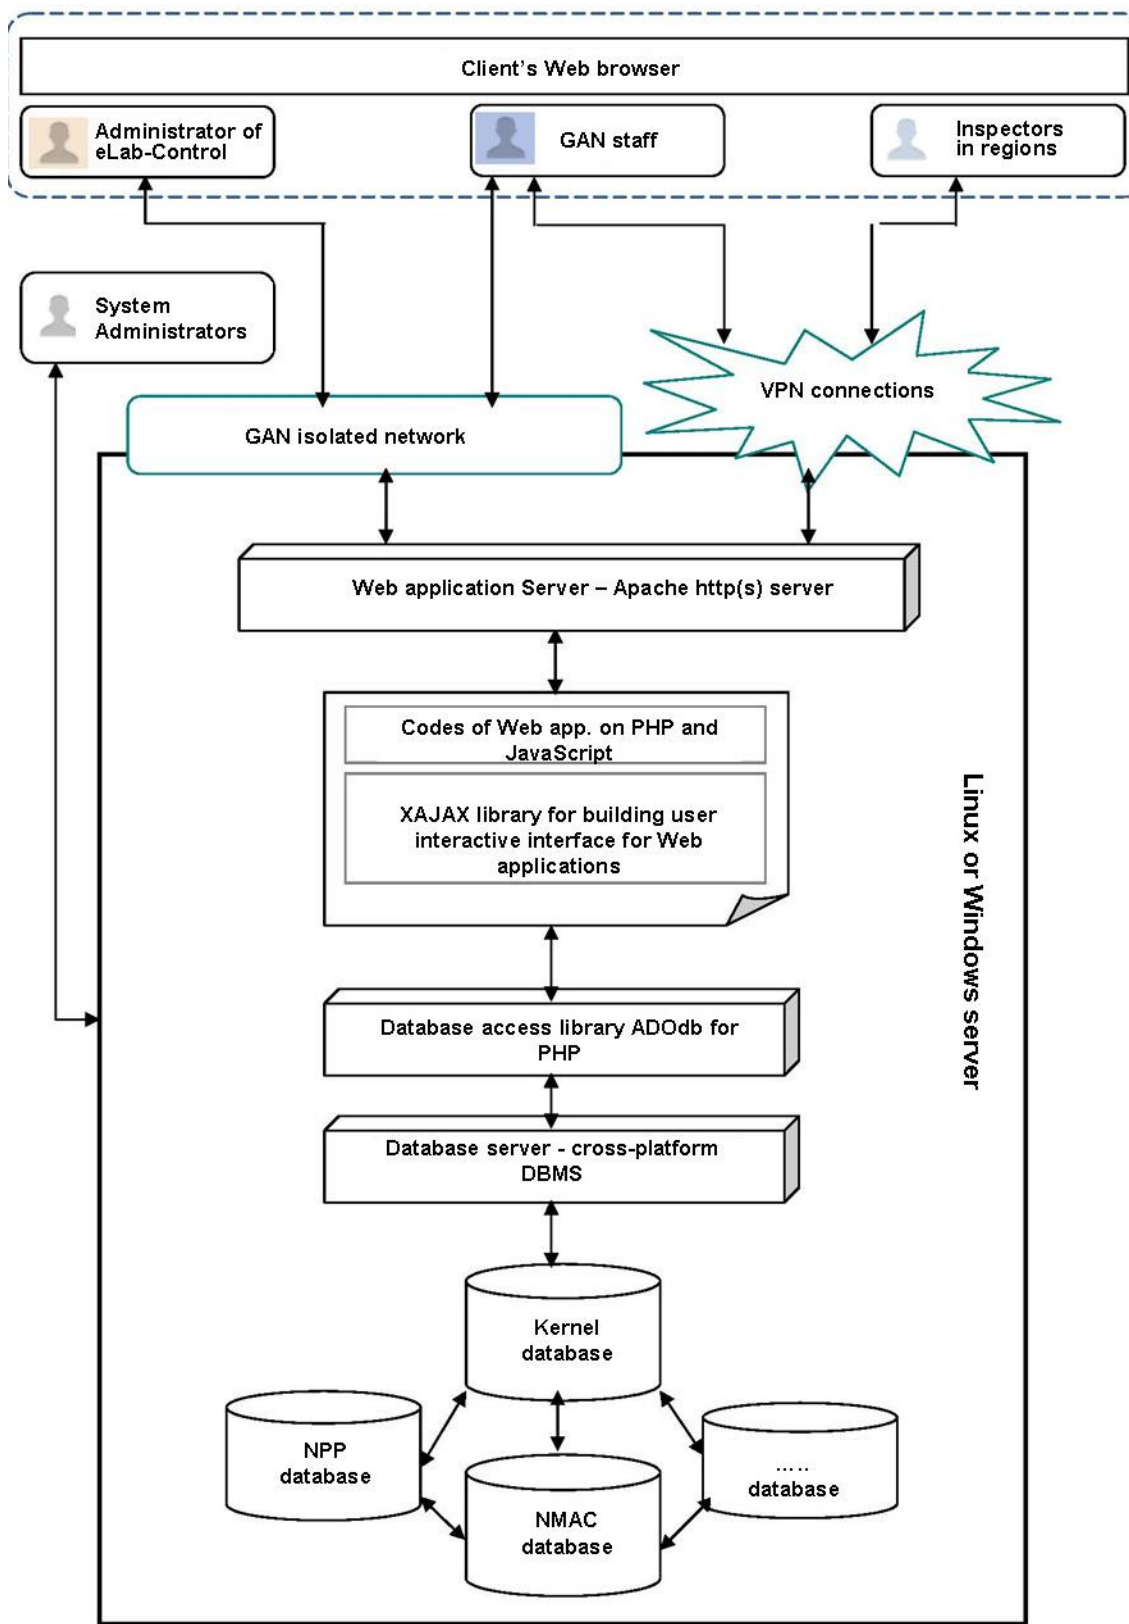 Client's Web browser
Administrator of
eLab-Control
GAN staff
Inspectors
in regions
System
Administrators
VPN connections
GAN isolated network
Web application Server – Apache http(s) server
Codes of Web app. on PHP and
JavaScript
XAJAX library for building user
interactive interface for Web
applications
Linux or Windows server
Database access library ADOdb for
PHP
Database server - cross-platform
DBMS
Kernel
database
NPP
database
.....
database
NMAC
database